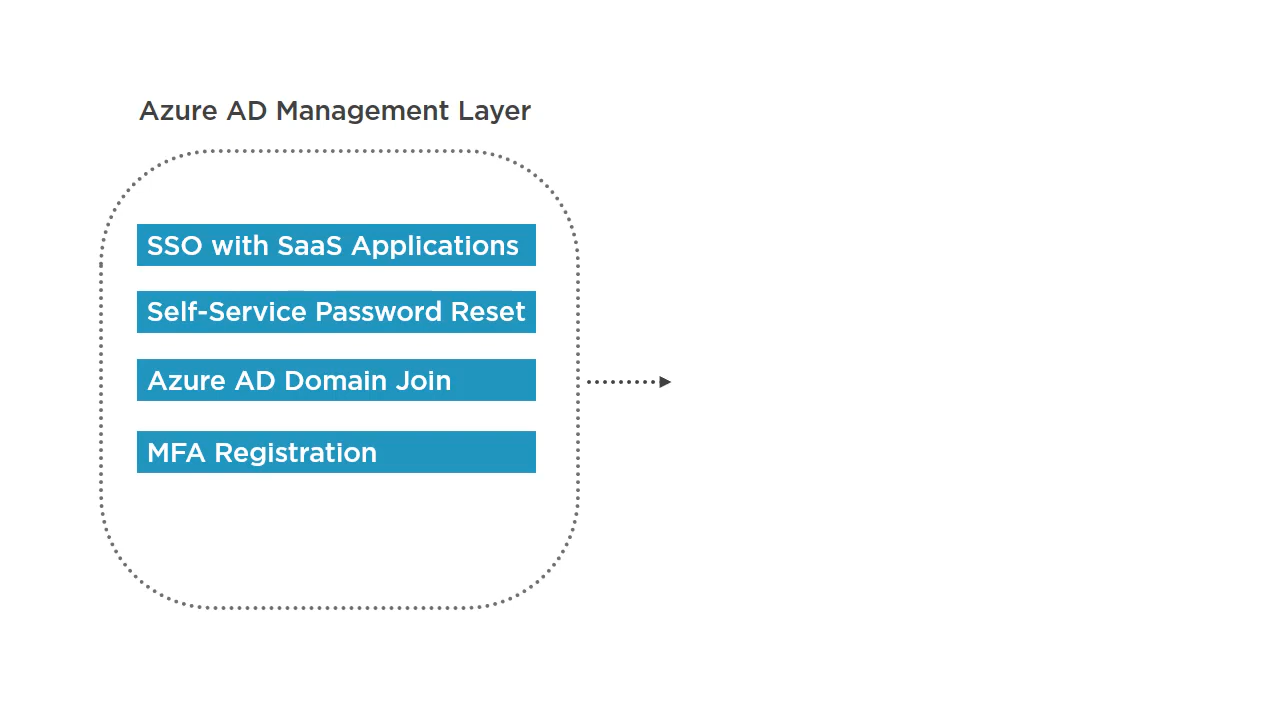 Azure AD Management Layer
SSO with SaaS Applications
Self-Service Password Reset
Azure AD Domain Join
MFA Registration